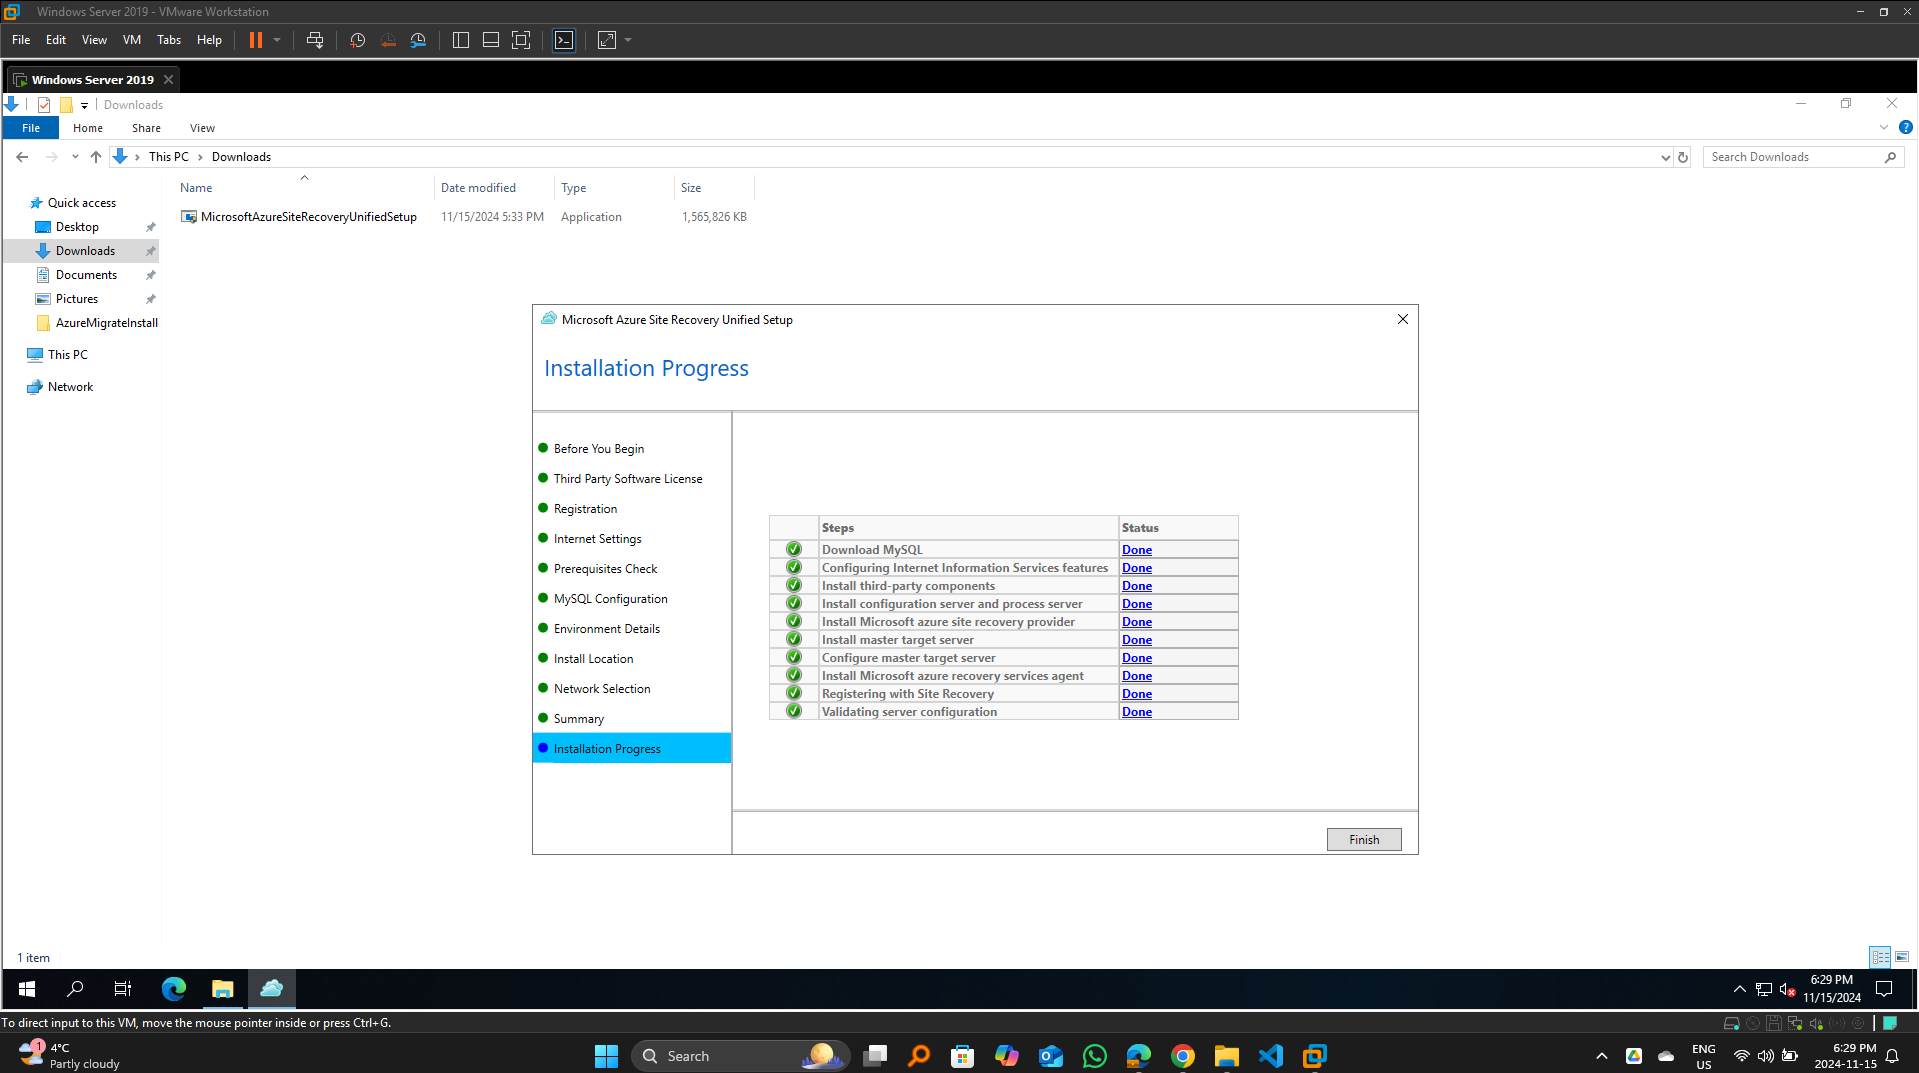 Windows Server 2019 - VMware Workstation
File Edit View VM Tabs Help
Windows Server 2019
Downloads
File Home Share View
This PC Downloads
Search Downloads
Name Date modified Type Size
MicrosoftAzureSiteRecoveryUnifiedSetup 11/15/2024 5:33 PM Application 1,565,826 KB
Quick access
Desktop
Downloads
Documents
Pictures
AzureMigrateInstall
This PC
Network
Microsoft Azure Site Recovery Unified Setup
Installation Progress
Before You Begin
Third Party Software License
Registration
Internet Settings
Prerequisites Check
MySQL Configuration
Environment Details
Install Location
Network Selection
Summary
Installation Progress
Steps Status
Download MySQL Done
Configuring Internet Information Services features Done
Install third-party components Done
Install configuration server and process server Done
Install Microsoft azure site recovery provider Done
Install master target server Done
Configure master target server Done
Install Microsoft azure recovery services agent Done
Registering with Site Recovery Done
Validating server configuration Done
Finish
1 item
6:29 PM
11/15/2024
To direct input to this VM, move the mouse pointer inside or press Ctrl+G.
1
4°C
Partly cloudy
Search
ENG
US
6:29 PM
2024-11-15